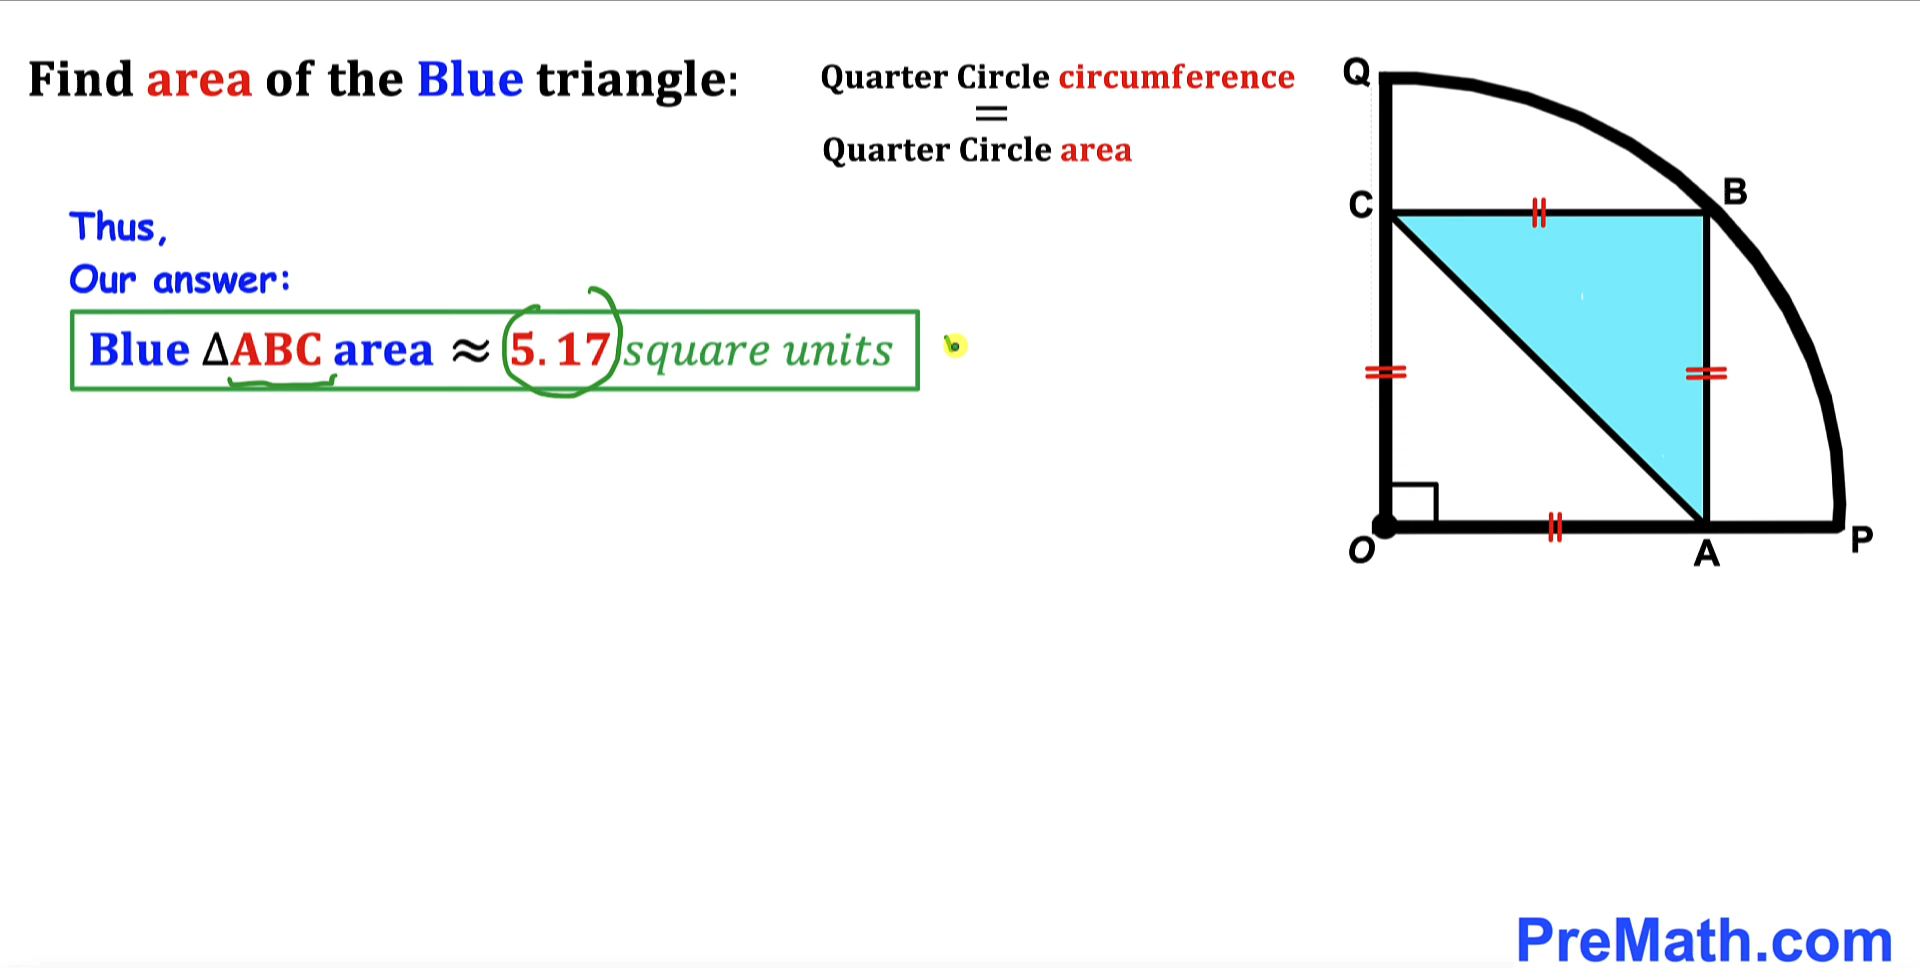 Find area of the Blue triangle:
Quarter Circle circumference
=
Quarter Circle area
Thus,
Our answer:
Blue ΔABC area ≈ 5.17 square units
Q
C
B
O
A
P
PreMath.com